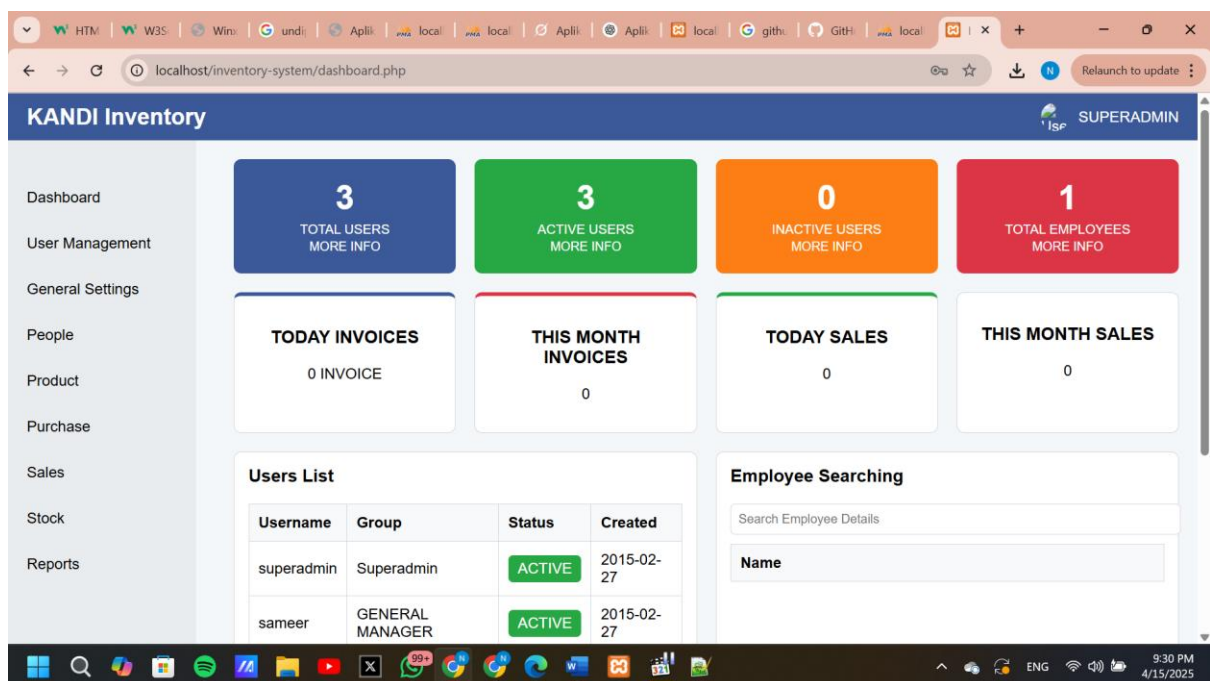 HTM
W3S
Win
undi
Aplik
local
local
Aplik
Aplik
local
gith
GitH
local
localhost/inventory-system/dashboard.php
N
Relaunch to update
KANDI Inventory
SUPERADMIN
Dashboard
User Management
General Settings
People
Product
Purchase
Sales
Stock
Reports
3
TOTAL USERS
MORE INFO
3
ACTIVE USERS
MORE INFO
0
INACTIVE USERS
MORE INFO
1
TOTAL EMPLOYEES
MORE INFO
TODAY INVOICES
0 INVOICE
THIS MONTH
INVOICES
0
TODAY SALES
0
THIS MONTH SALES
0
Users List
Username Group Status Created
superadmin Superadmin ACTIVE 2015-02-
27
sameer GENERAL
MANAGER ACTIVE 2015-02-
27
Employee Searching
Search Employee Details
Name
99+
ENG
9:30 PM
4/15/2025